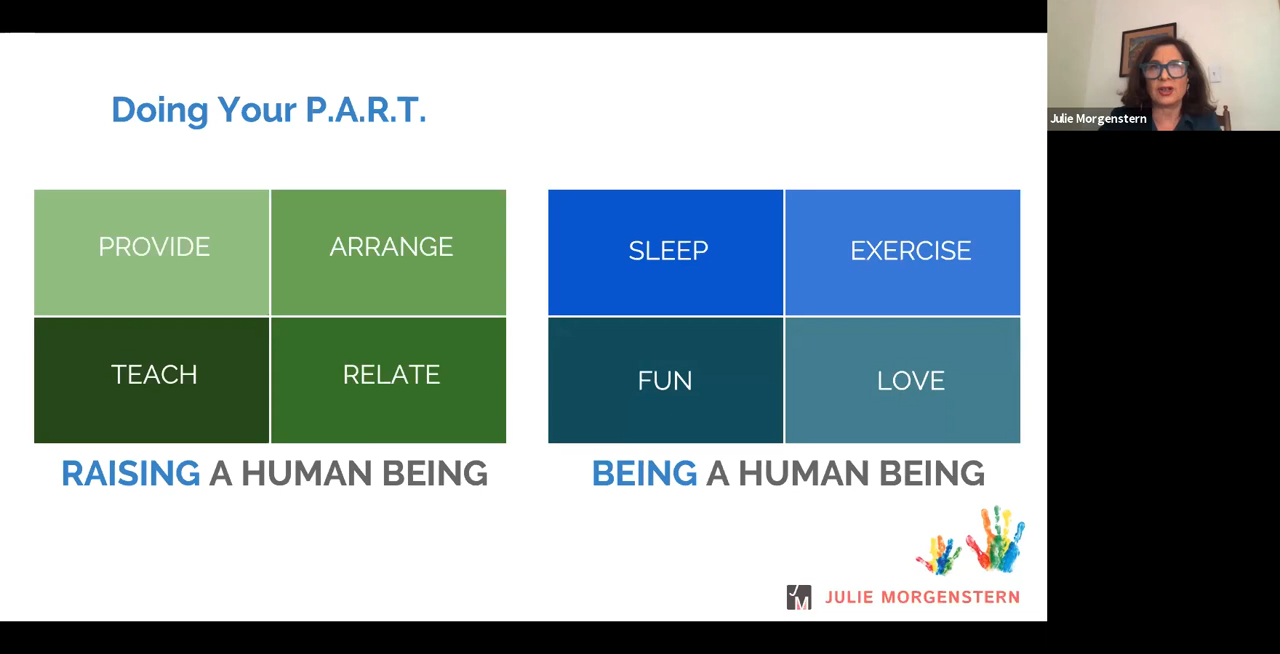 Doing Your P.A.R.T.
PROVIDE
ARRANGE
TEACH
RELATE
RAISING A HUMAN BEING
SLEEP
EXERCISE
FUN
LOVE
BEING A HUMAN BEING
JM
JULIE MORGENSTERN
Julie Morgenstern